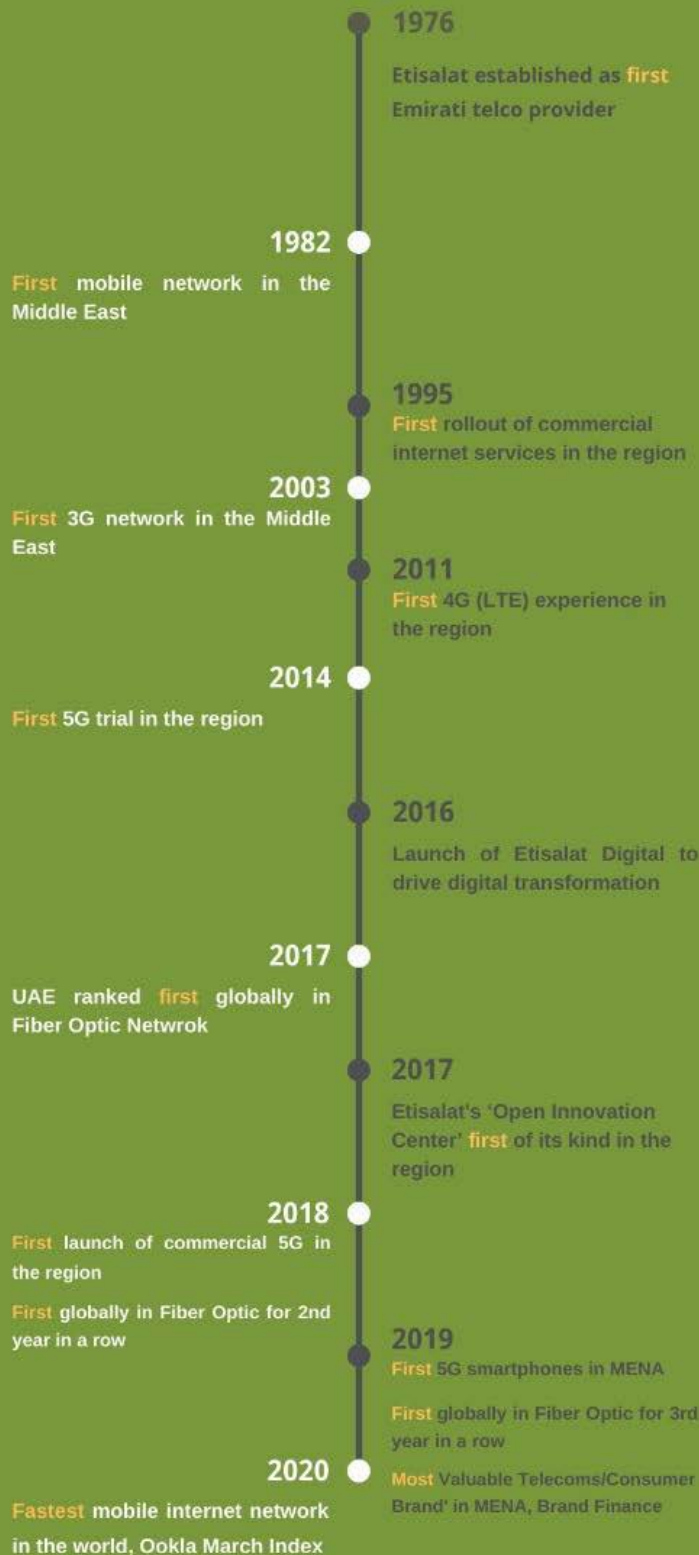 1976
Etisalat established as first
Emirati telco provider
1982
First mobile network in the
Middle East
1995
First rollout of commercial
internet services in the region
2003
First 3G network in the Middle
East
2011
First 4G (LTE) experience in
the region
2014
First 5G trial in the region
2016
Launch of Etisalat Digital to
drive digital transformation
2017
UAE ranked first globally in
Fiber Optic Netwrok
2017
Etisalat's ‘Open Innovation
Center’ first of its kind in the
region
2018
First launch of commercial 5G in
the region
First globally in Fiber Optic for 2nd
year in a row
2019
First 5G smartphones in MENA
First globally in Fiber Optic for 3rd
year in a row
Most Valuable Telecoms/Consumer
Brand' in MENA, Brand Finance
2020
Fastest mobile internet network
in the world, Ookla March Index